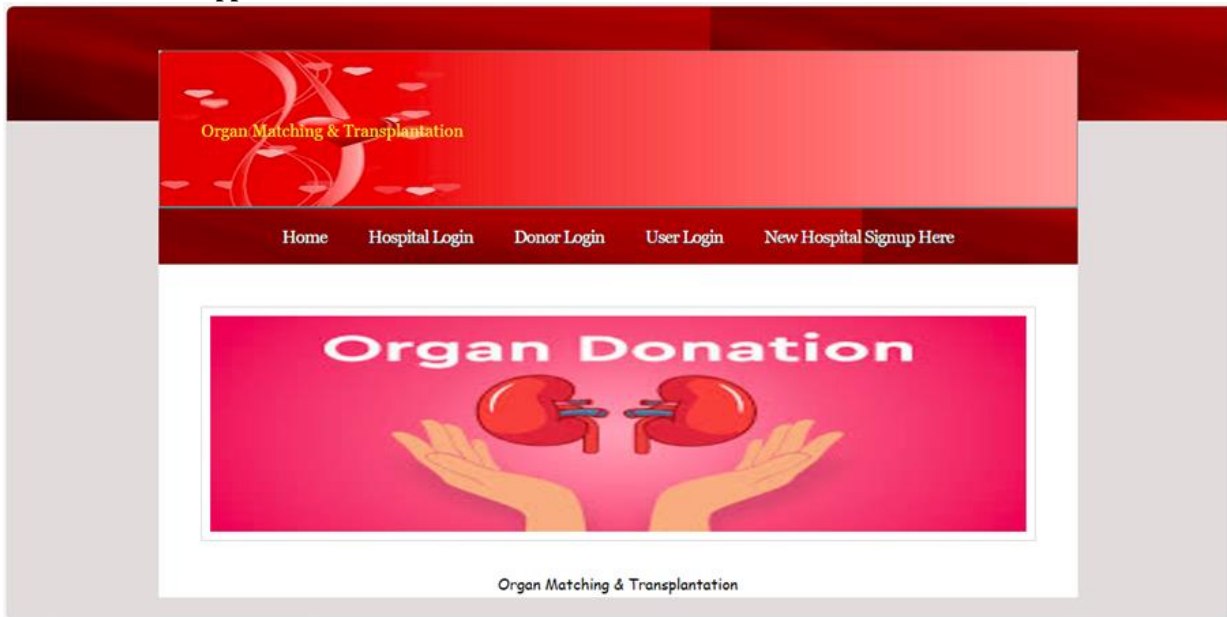 Organ Matching & Transplantation
Home Hospital Login Donor Login User Login New Hospital Signup Here
Organ Donation
Organ Matching & Transplantation